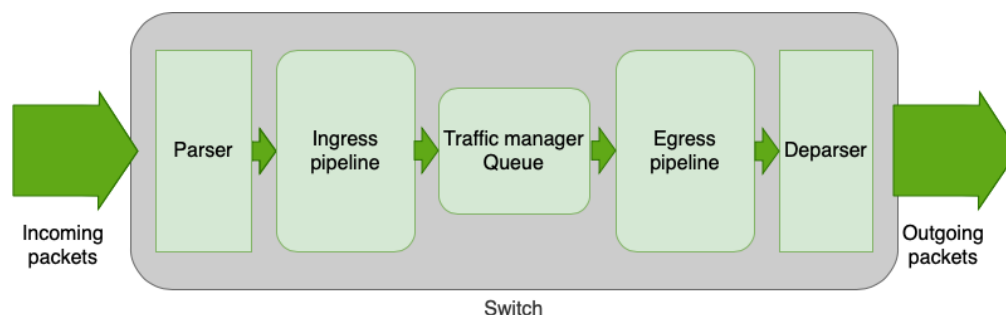 Parser
Ingress
pipeline
Traffic manager
Queue
Egress
pipeline
Deparser
Incoming
packets
Outgoing
packets
Switch